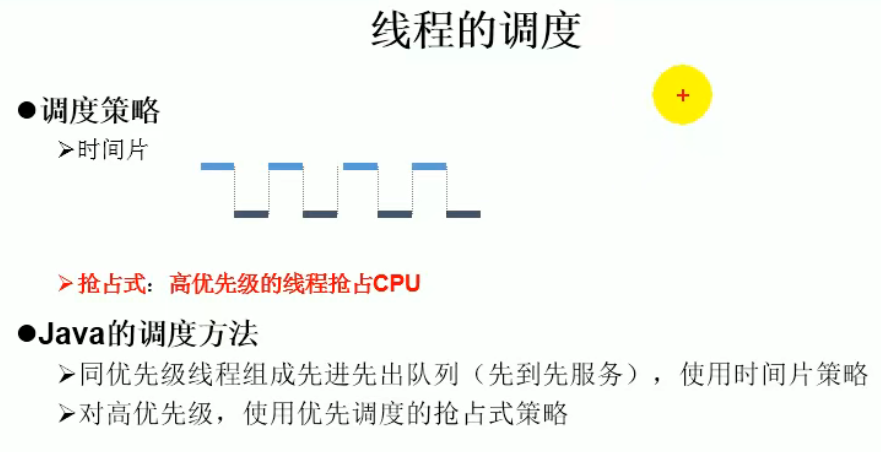 线程的调度
●调度策略
➢时间片
➢抢占式：高优先级的线程抢占CPU
●Java的调度方法
➢同优先级线程组成先进先出队列（先到先服务），使用时间片策略
➢对高优先级，使用优先调度的抢占式策略